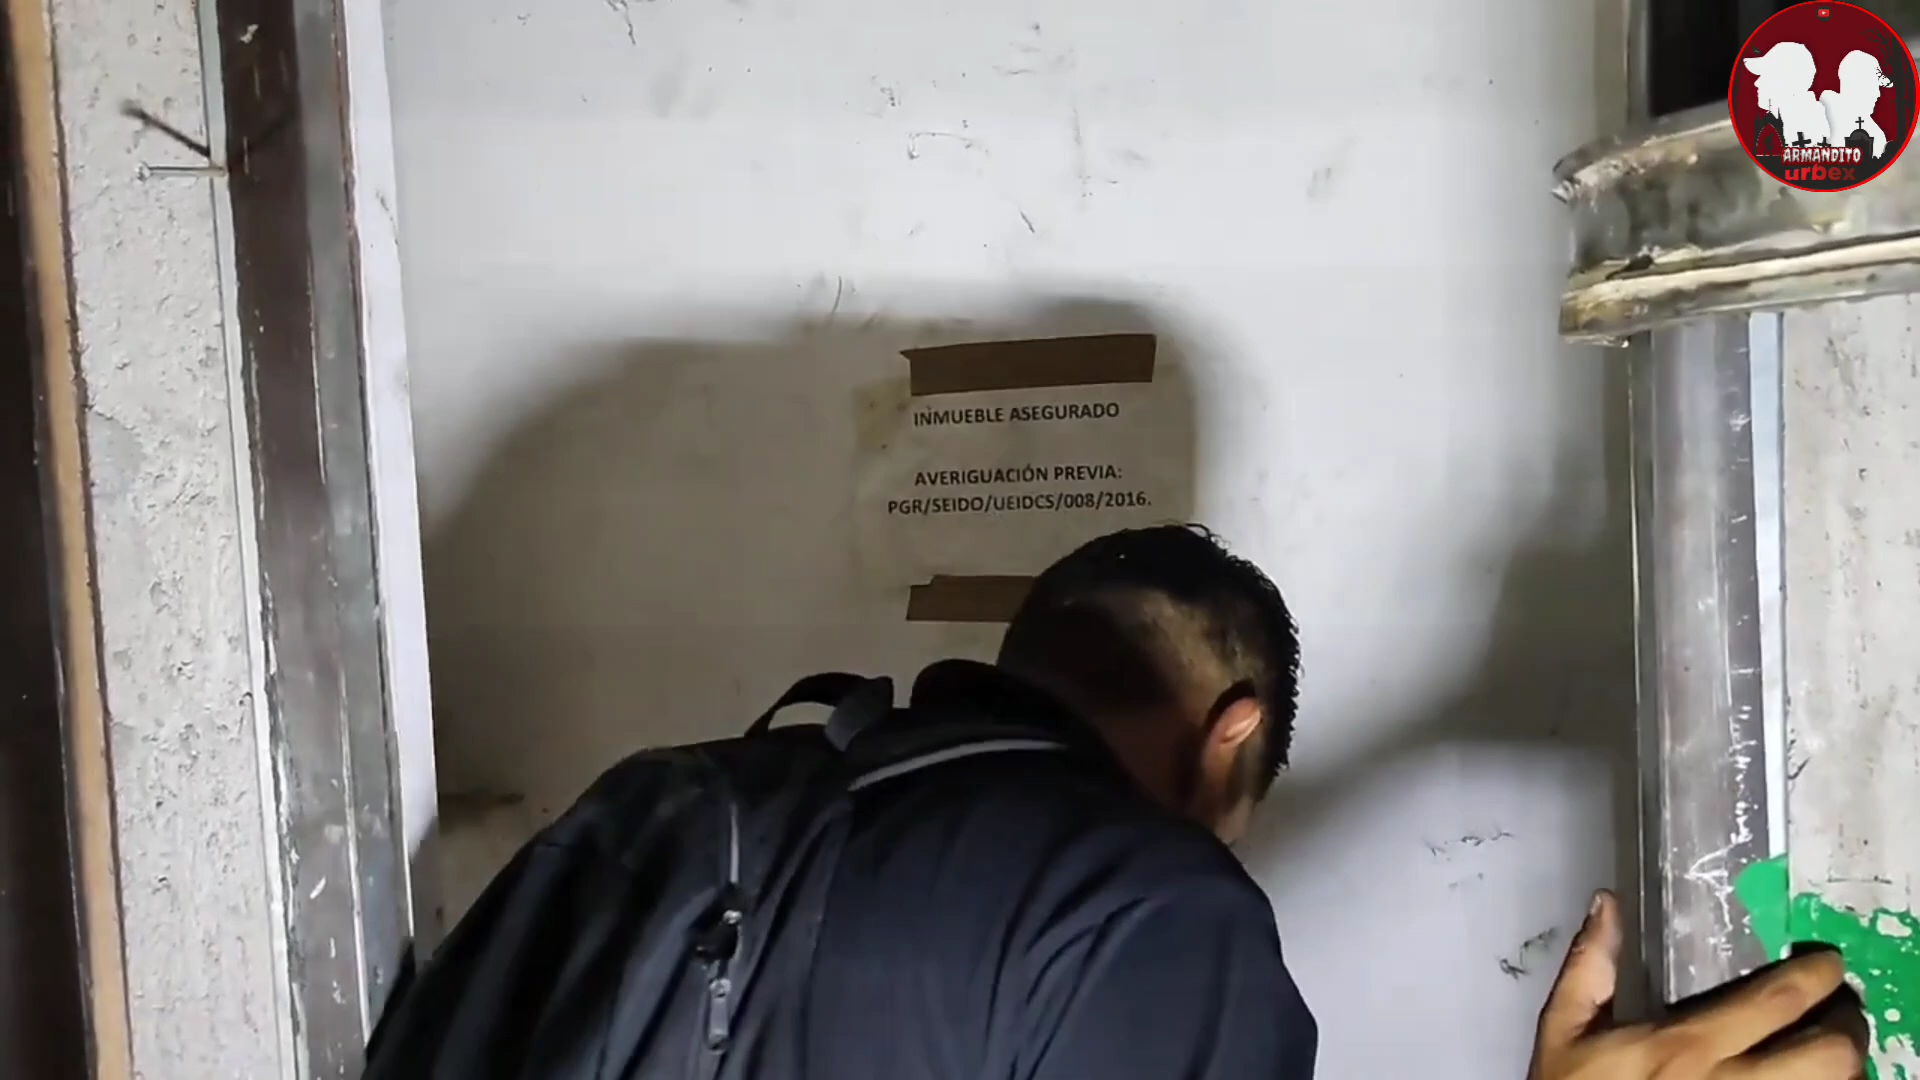 INMUEBLE ASEGURADO
AVERIGUACIÓN PREVIA:
PGR/SEIDO/UEIDCS/008/2016.
ARMANDITO
urbex